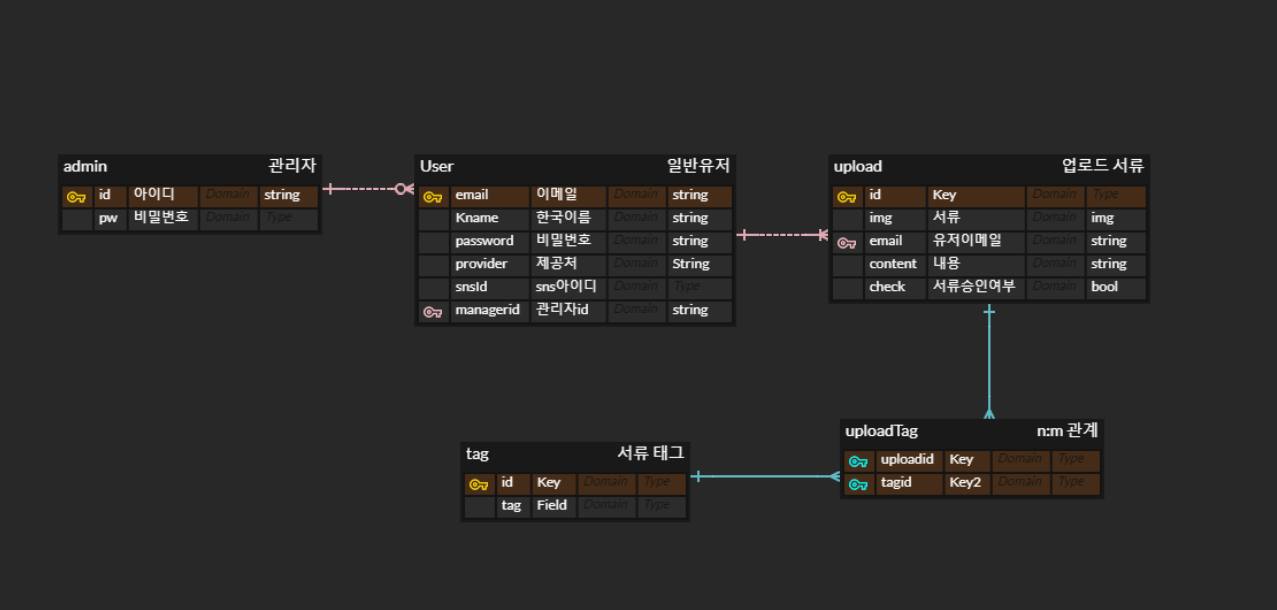 admin 관리자
id 아이디 Domain string
pw 비밀번호 Domain Type
User 일반유저
email 이메일 Domain string
Kname 한국이름 Domain string
password 비밀번호 Domain string
provider 제공처 Domain String
snsId sns아이디 Domain Type
managerid 관리자id Domain string
upload 업로드 서류
id Key Domain Type
img 서류 Domain img
email 유저이메일 Domain string
content 내용 Domain string
check 서류승인여부 Domain bool
tag 서류 태그
id Key Domain Type
tag Field Domain Type
uploadTag n:m 관계
uploadid Key Domain Type
tagid Key2 Domain Type